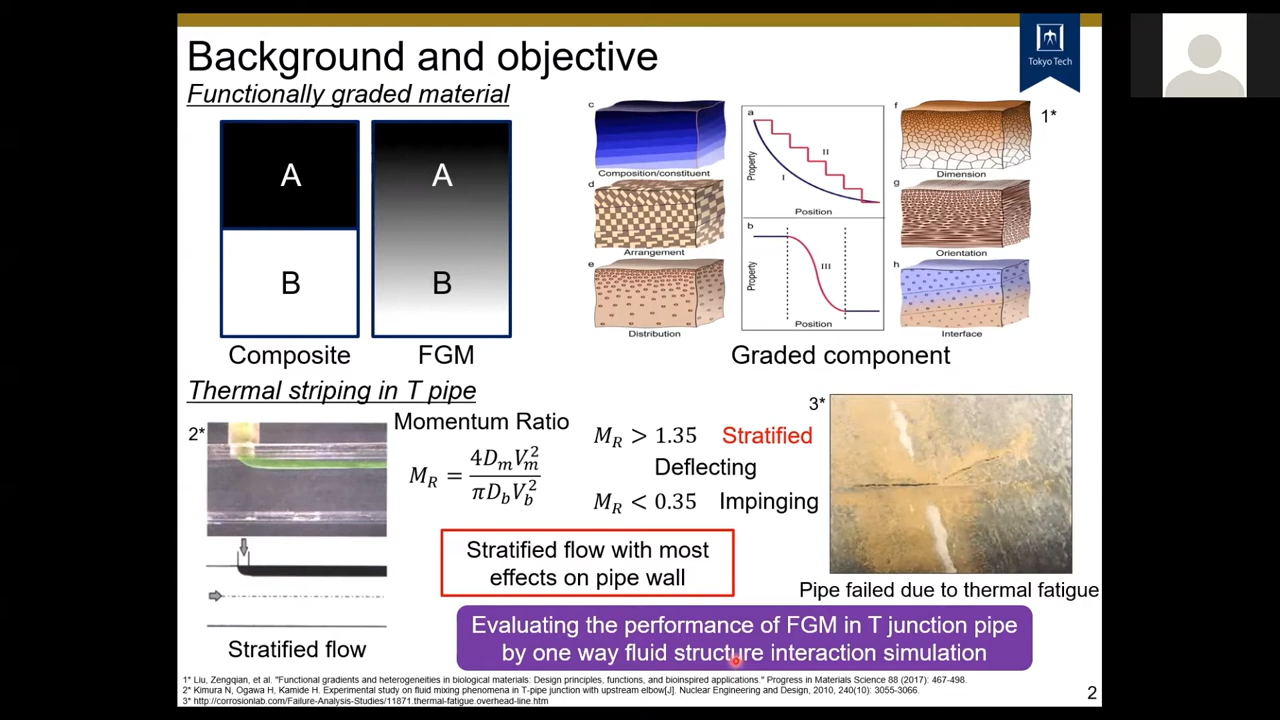 Background and objective
Tokyo Tech
Functionally graded material
A
B
Composite
A
B
FGM
c
Composition/constituent
d
Arrangement
e
Distribution
a
Property
I
II
Position
b
Property
III
Position
f
Dimension
g
Orientation
h
Interface
1*
Graded component
Thermal striping in T pipe
2*
Stratified flow
Momentum Ratio
M_R = 4D_mV_m^2 / πD_bV_b^2
M_R > 1.35 Stratified
Deflecting
M_R < 0.35 Impinging
3*
Pipe failed due to thermal fatigue
Stratified flow with most
effects on pipe wall
Evaluating the performance of FGM in T junction pipe
by one way fluid structure interaction simulation
1* Liu, Zengqian, et al. "Functional gradients and heterogeneities in biological materials: Design principles, functions, and bioinspired applications." Progress in Materials Science 88 (2017): 467-498.
2* Kimura N, Ogawa H, Kamide H. Experimental study on fluid mixing phenomena in T-pipe junction with upstream elbow[J]. Nuclear Engineering and Design, 2010, 240(10): 3055-3066.
3* http://corrosionlab.com/Failure-Analysis-Studies/11871.thermal-fatigue.overhead-line.htm
2